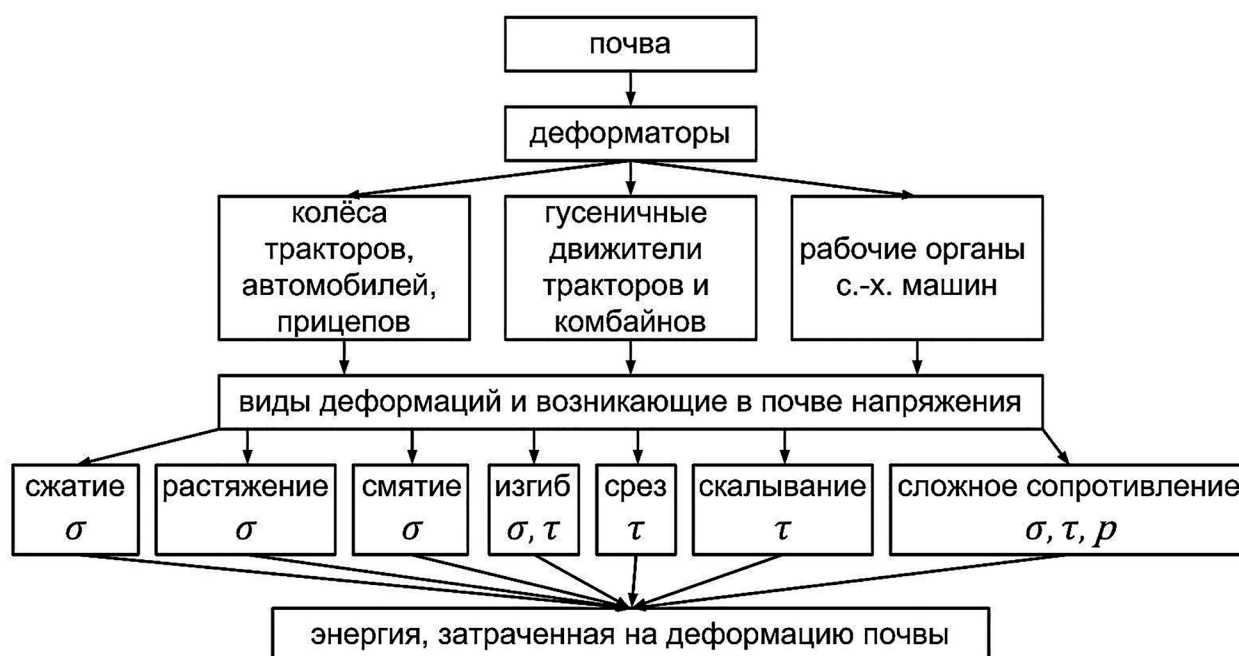 почва
деформаторы
колёса
тракторов,
автомобилей,
прицепов
гусеничные
движители
тракторов и
комбайнов
рабочие органы
с.-х. машин
виды деформаций и возникающие в почве напряжения
сжатие
σ
растяжение
σ
смятие
σ
изгиб
σ, τ
срез
τ
скалывание
τ
сложное сопротивление
σ, τ, p
энергия, затраченная на деформацию почвы